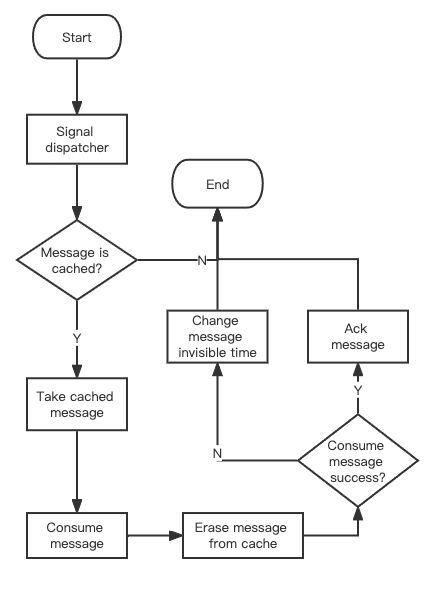 Start
Signal
dispatcher
End
Message is
cached?
N
Change
message
invisible time
Ack
message
Y
Take cached
message
Y
Consume
message
success?
N
Consume
message
Erase message
from cache